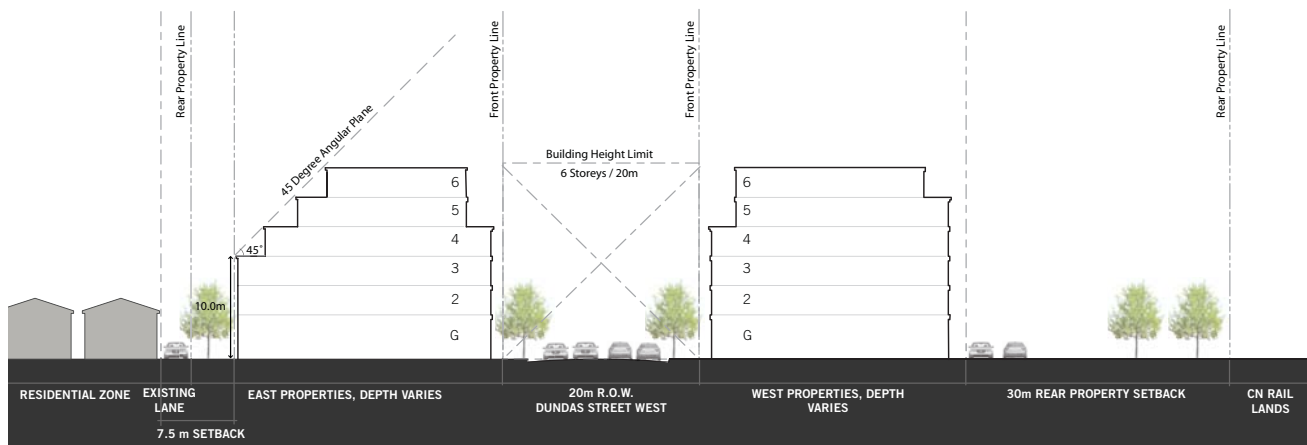 Rear Property Line
Front Property Line
Front Property Line
Rear Property Line
45 Degree Angular Plane
Building Height Limit
6 Storeys / 20m
45°
10.0m
6
5
4
3
2
G
6
5
4
3
2
G
RESIDENTIAL ZONE
EXISTING
LANE
7.5 m SETBACK
EAST PROPERTIES, DEPTH VARIES
20m R.O.W.
DUNDAS STREET WEST
WEST PROPERTIES, DEPTH
VARIES
30m REAR PROPERTY SETBACK
CN RAIL
LANDS